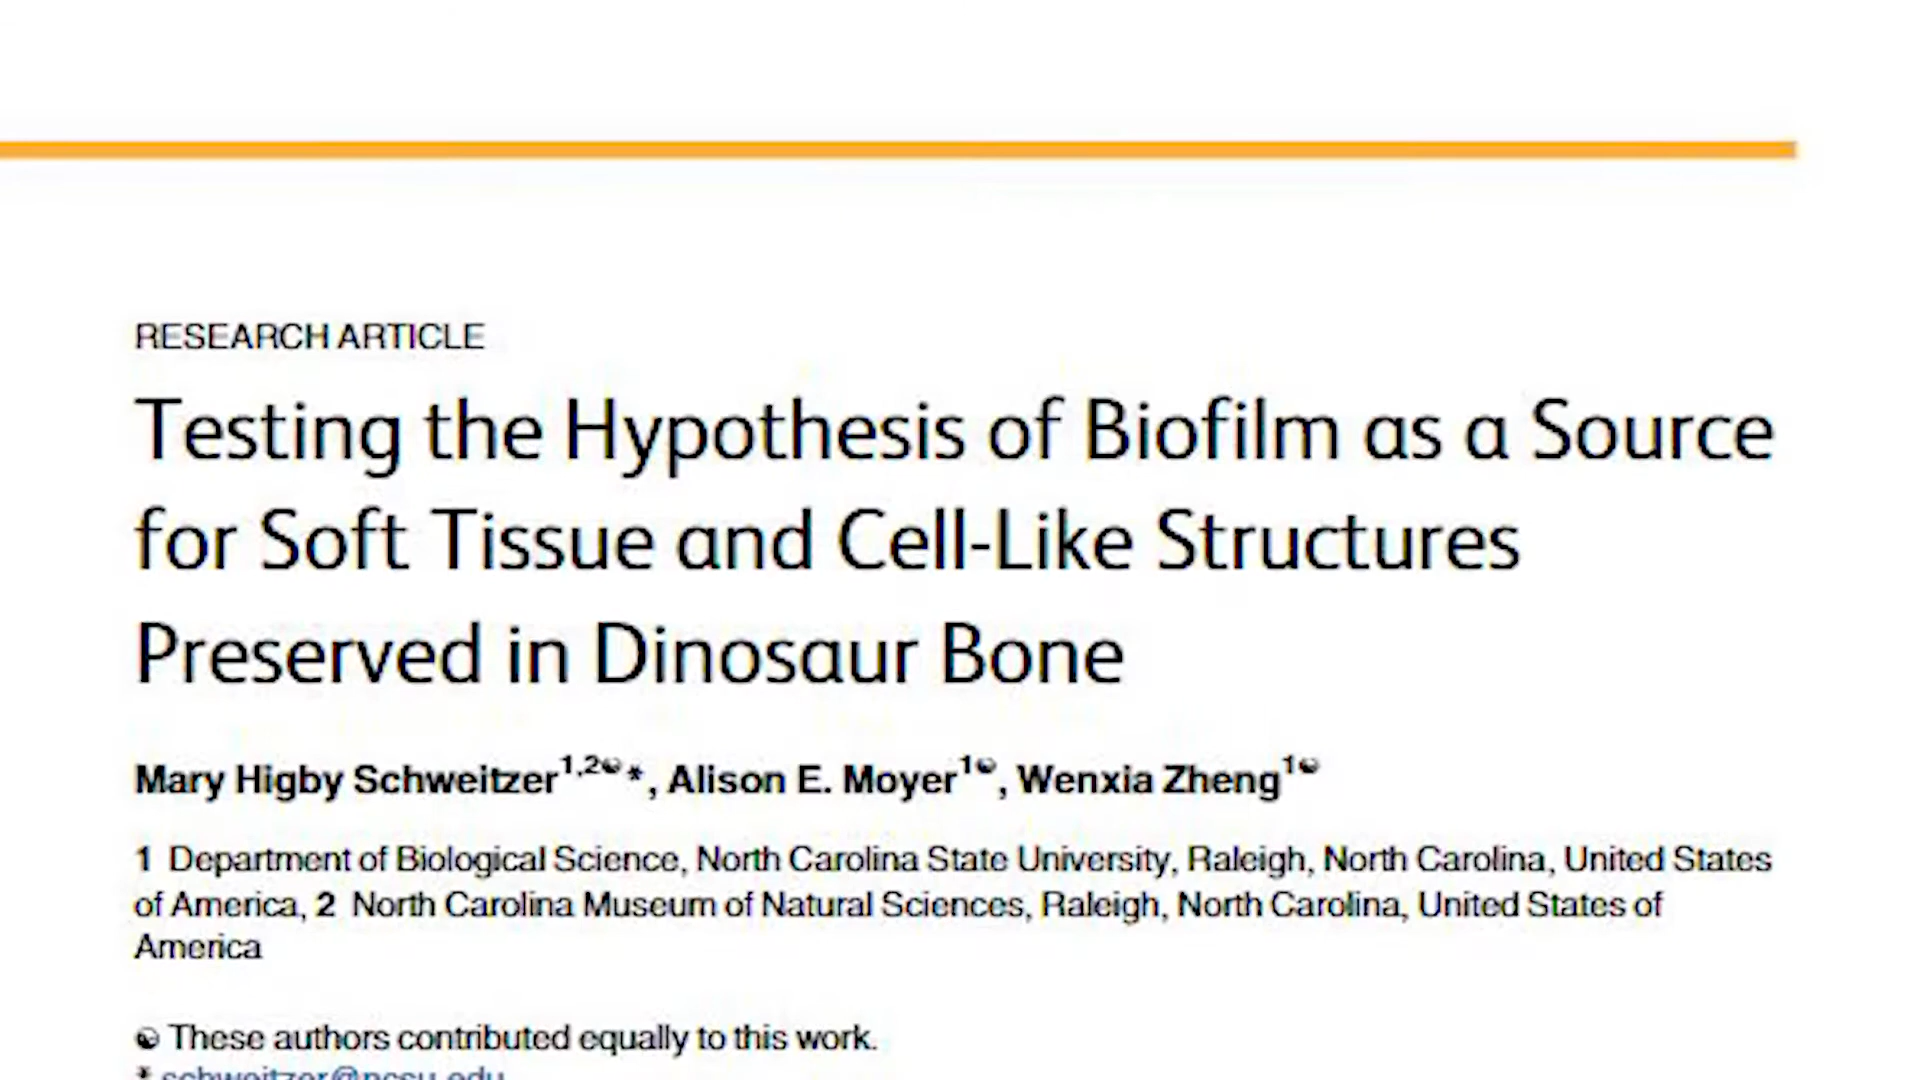 RESEARCH ARTICLE
Testing the Hypothesis of Biofilm as a Source
for Soft Tissue and Cell-Like Structures
Preserved in Dinosaur Bone
Mary Higby Schweitzer1,2☯*, Alison E. Moyer1☯, Wenxia Zheng1☯
1 Department of Biological Science, North Carolina State University, Raleigh, North Carolina, United States
of America, 2 North Carolina Museum of Natural Sciences, Raleigh, North Carolina, United States of
America
☯ These authors contributed equally to this work.
* schweitzer@ncsu.edu